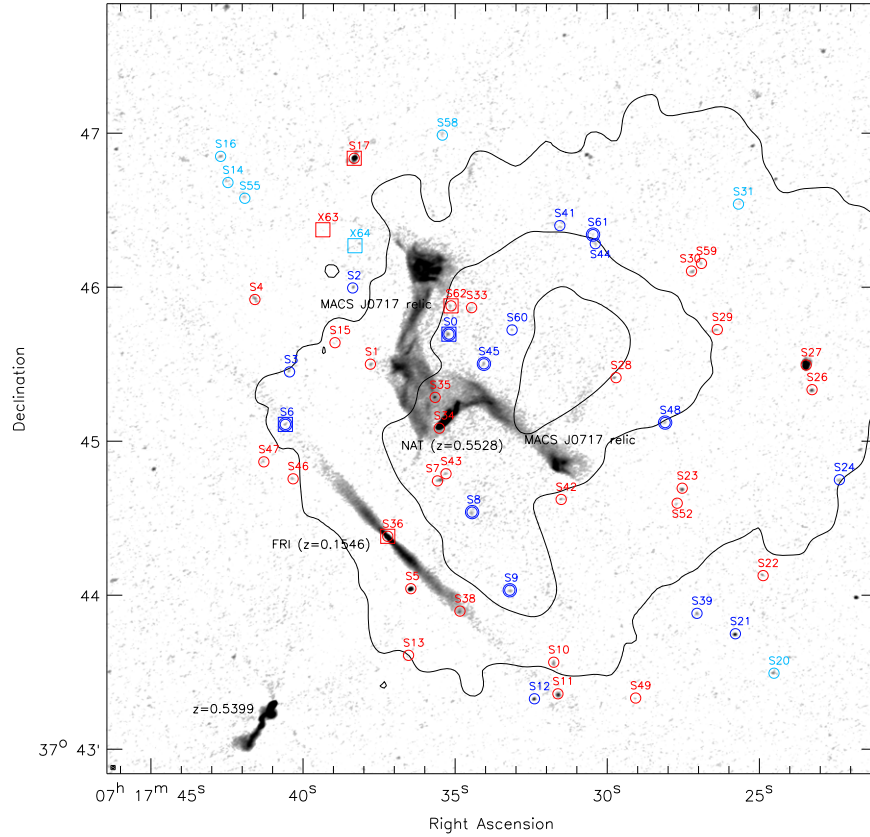 47
46
45
44
37° 43'
Declination
S58
S16
S17
S14
S55
S31
X63
X64
S41
S61
S44
S59
S30
S2
S4
MACS J0717 relic
S62
S33
S0
S60
S29
S15
S1
S45
S3
S28
S27
S26
S35
S6
S34
S48
NAT (z=0.5528)
MACS J0717 relic
S47
S46
S7
S43
S42
S23
S52
S24
S8
S36
FRI (z=0.1546)
S5
S9
S22
S38
S39
S21
S13
S10
S20
S12
S11
S49
z=0.5399
07ʰ 17ᵐ 45ˢ
40ˢ
35ˢ
30ˢ
25ˢ
Right Ascension